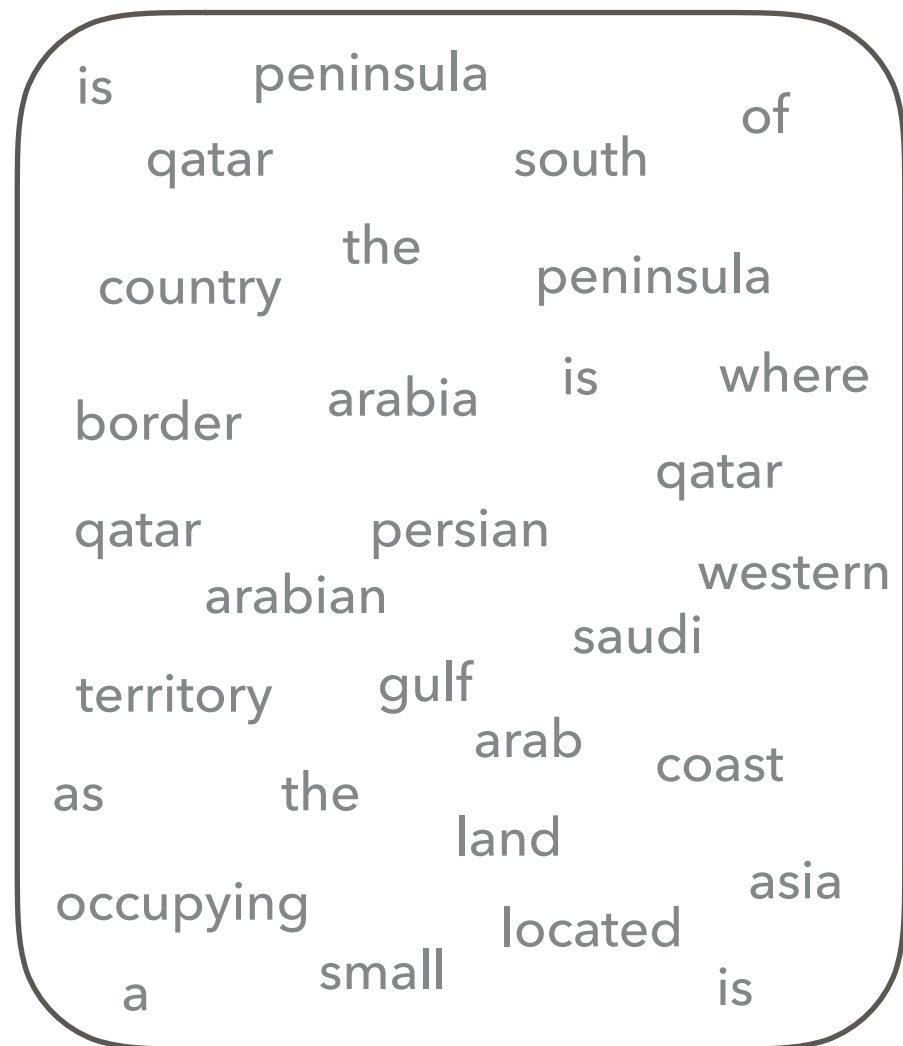 is peninsula
of
qatar south
the
country peninsula
is where
border arabia
qatar
qatar persian
western
arabian
saudi
territory gulf
arab
coast
as the
land
asia
occupying
located
small
a is